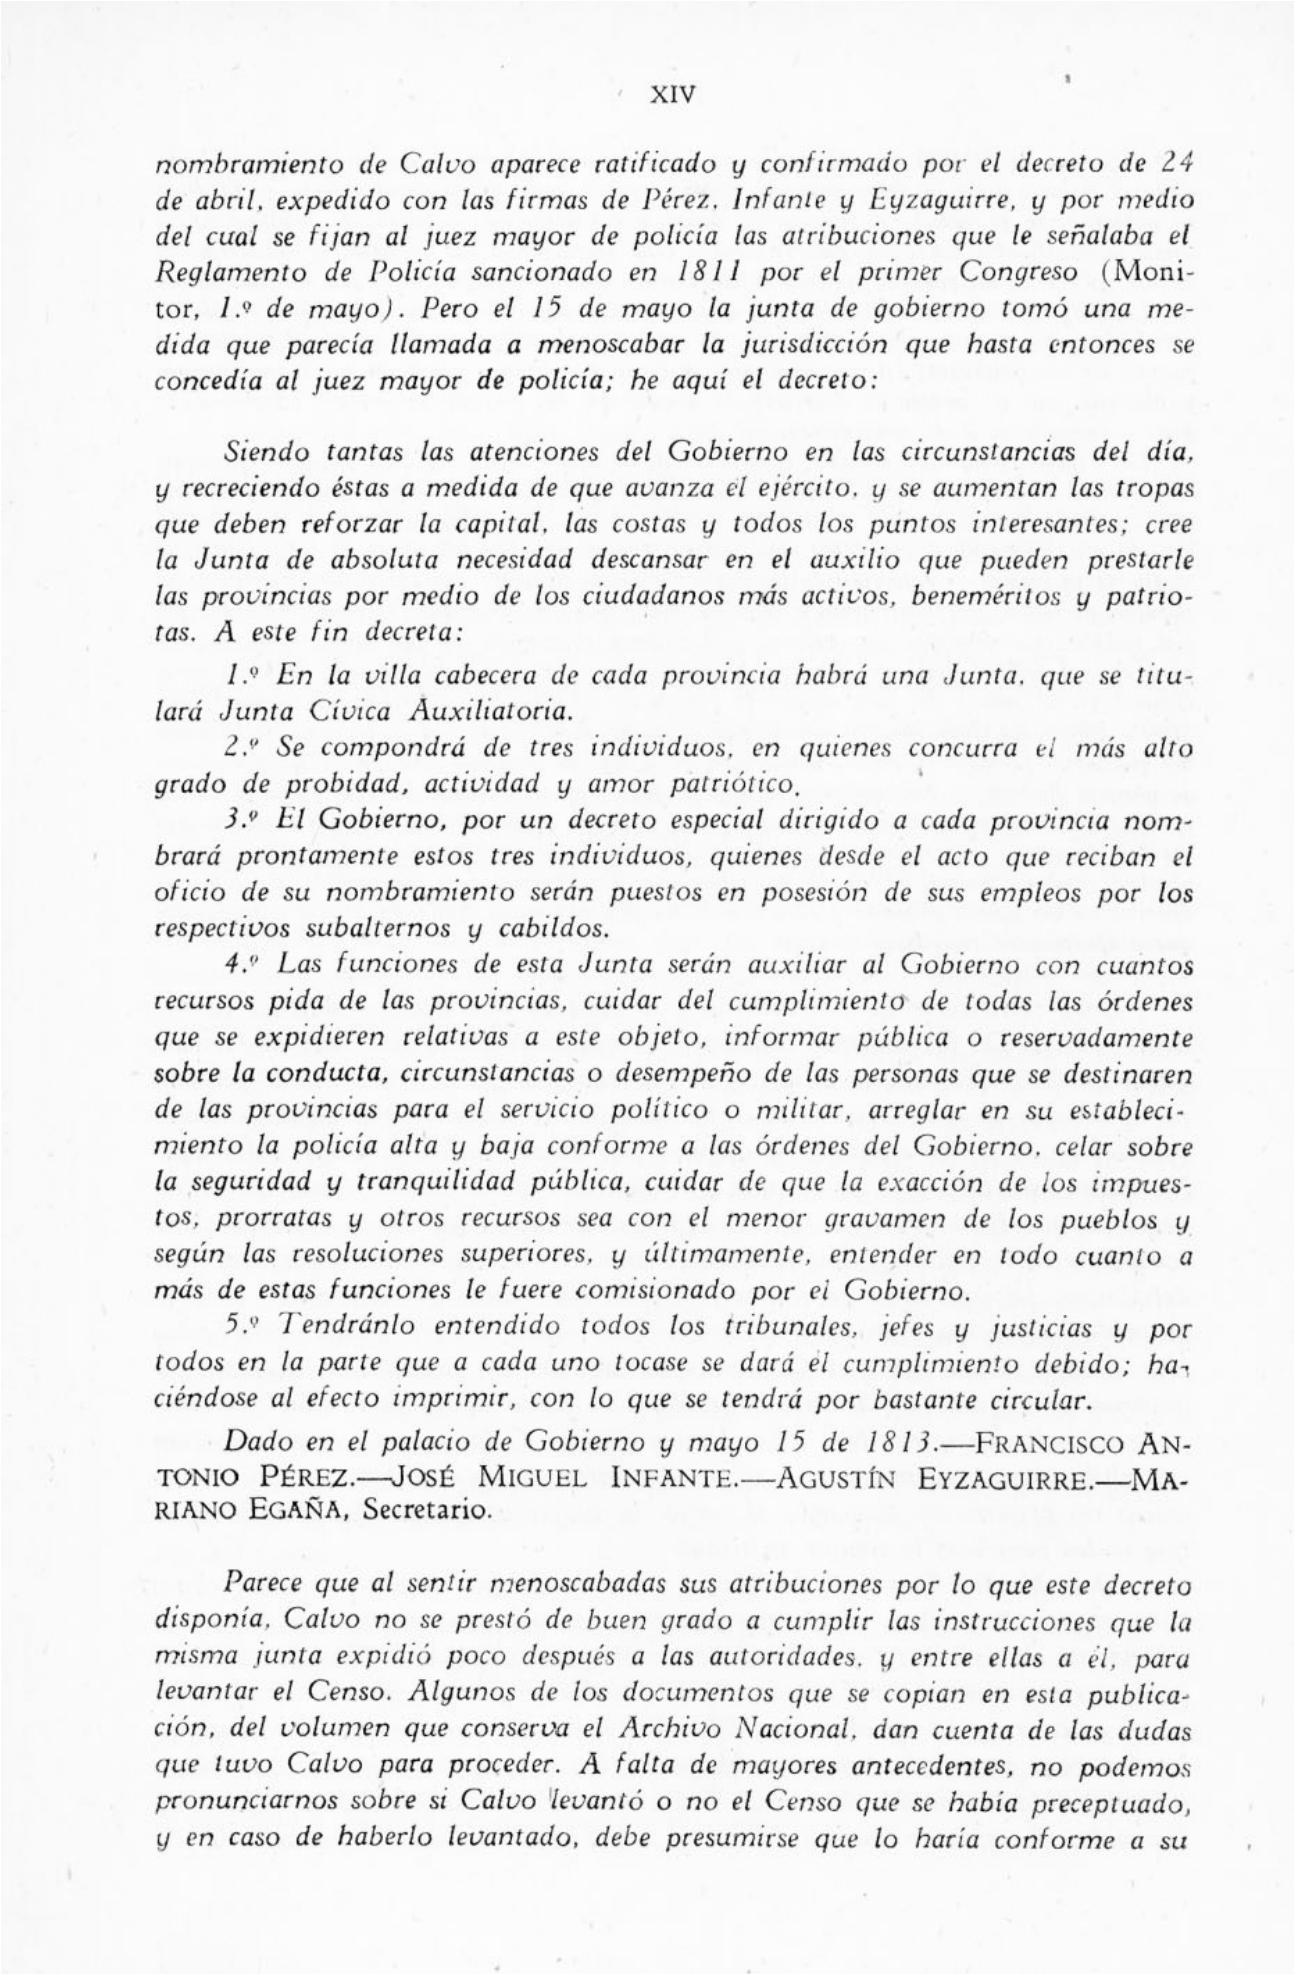 XIV
nombramiento de Calvo aparece ratificado y confirmado por el decreto de 24
de abril, expedido con las firmas de Pérez, Infante y Eyzaguirre, y por medio
del cual se fijan al juez mayor de policía las atribuciones que le señalaba el
Reglamento de Policía sancionado en 1811 por el primer Congreso (Moni-
tor, 1.º de mayo). Pero el 15 de mayo la junta de gobierno tomó una me-
dida que parecía llamada a menoscabar la jurisdicción que hasta entonces se
concedía al juez mayor de policía; he aquí el decreto:
Siendo tantas las atenciones del Gobierno en las circunstancias del día,
y recreciendo éstas a medida de que avanza el ejército, y se aumentan las tropas
que deben reforzar la capital, las costas y todos los puntos interesantes; cree
la Junta de absoluta necesidad descansar en el auxilio que pueden prestarle
las provincias por medio de los ciudadanos más activos, beneméritos y patrio-
tas. A este fin decreta:
1.º En la villa cabecera de cada provincia habrá una Junta, que se titu-
lará Junta Cívica Auxiliatoria.
2.º Se compondrá de tres individuos, en quienes concurra el más alto
grado de probidad, actividad y amor patriótico.
3.º El Gobierno, por un decreto especial dirigido a cada provincia nom-
brará prontamente estos tres individuos, quienes desde el acto que reciban el
oficio de su nombramiento serán puestos en posesión de sus empleos por los
respectivos subalternos y cabildos.
4.º Las funciones de esta Junta serán auxiliar al Gobierno con cuantos
recursos pida de las provincias, cuidar del cumplimiento de todas las órdenes
que se expidieren relativas a este objeto, informar pública o reservadamente
sobre la conducta, circunstancias o desempeño de las personas que se destinaren
de las provincias para el servicio político o militar, arreglar en su estableci-
miento la policía alta y baja conforme a las órdenes del Gobierno, celar sobre
la seguridad y tranquilidad pública, cuidar de que la exacción de los impues-
tos, prorratas y otros recursos sea con el menor gravamen de los pueblos y
según las resoluciones superiores, y últimamente, entender en todo cuanto a
más de estas funciones le fuere comisionado por el Gobierno.
5.º Tendránlo entendido todos los tribunales, jefes y justicias y por
todos en la parte que a cada uno tocase se dará el cumplimiento debido; ha-
ciéndose al efecto imprimir, con lo que se tendrá por bastante circular.
Dado en el palacio de Gobierno y mayo 15 de 1813.—FRANCISCO AN-
TONIO PÉREZ.—JOSÉ MIGUEL INFANTE.—AGUSTÍN EYZAGUIRRE.—MA-
RIANO EGAÑA, Secretario.
Parece que al sentir menoscabadas sus atribuciones por lo que este decreto
disponía, Calvo no se prestó de buen grado a cumplir las instrucciones que la
misma junta expidió poco después a las autoridades, y entre ellas a él, para
levantar el Censo. Algunos de los documentos que se copian en esta publica-
ción, del volumen que conserva el Archivo Nacional, dan cuenta de las dudas
que tuvo Calvo para proceder. A falta de mayores antecedentes, no podemos
pronunciarnos sobre si Calvo levantó o no el Censo que se había preceptuado,
y en caso de haberlo levantado, debe presumirse que lo haría conforme a su